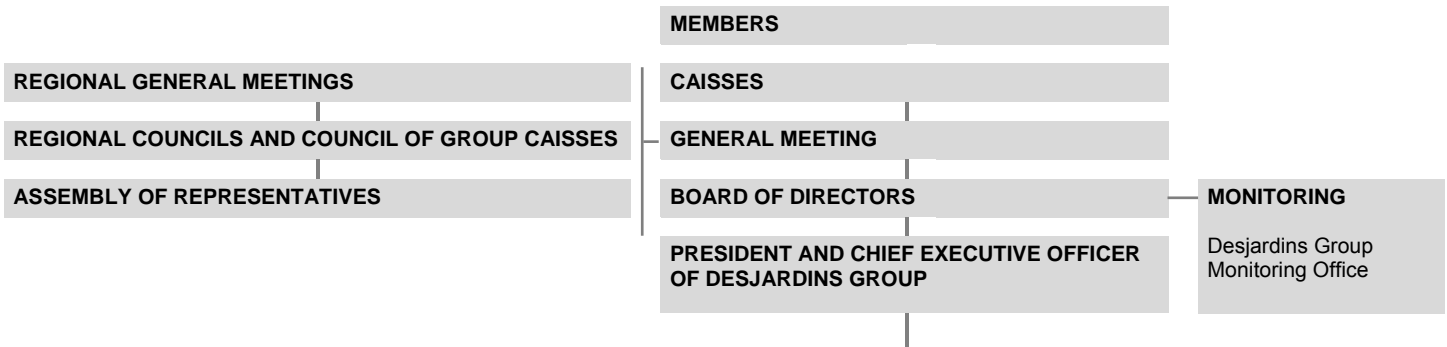 MEMBERS
REGIONAL GENERAL MEETINGS
CAISSES
REGIONAL COUNCILS AND COUNCIL OF GROUP CAISSES
GENERAL MEETING
ASSEMBLY OF REPRESENTATIVES
BOARD OF DIRECTORS
MONITORING
Desjardins Group
Monitoring Office
PRESIDENT AND CHIEF EXECUTIVE OFFICER
OF DESJARDINS GROUP